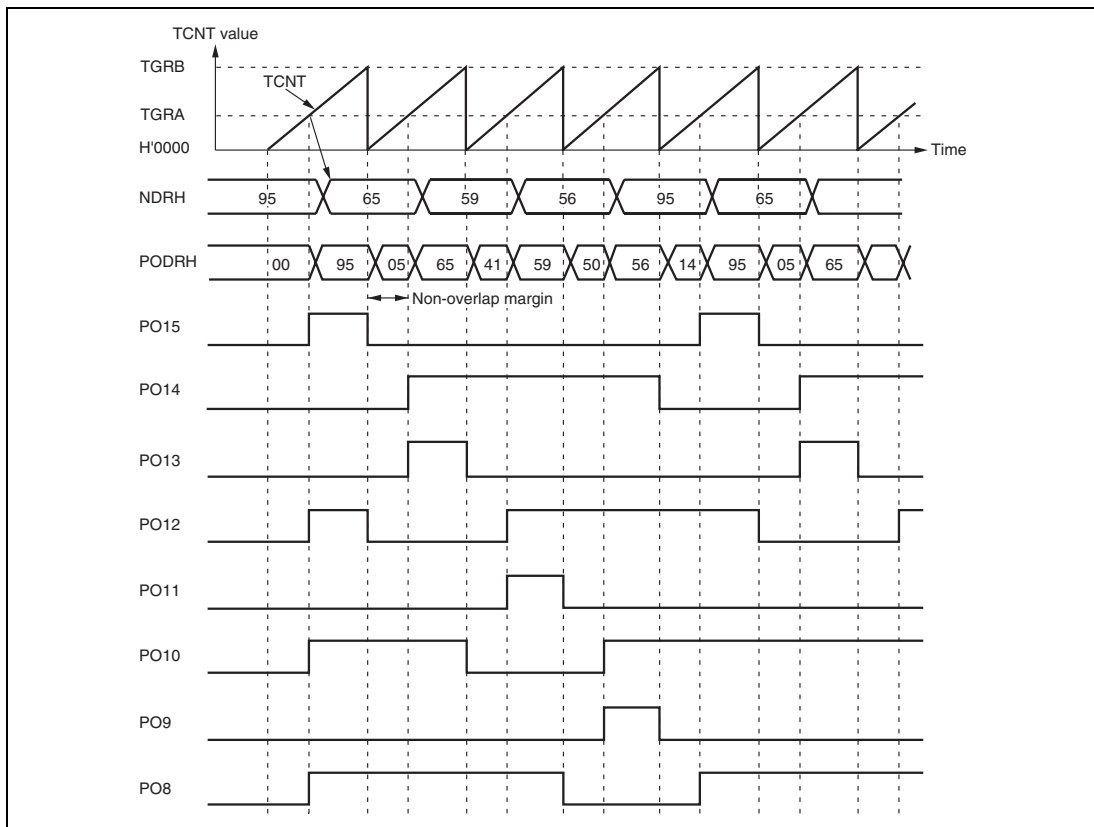 TCNT value
TGRB
TCNT
TGRA
H'0000
Time
NDRH 95 65 59 56 95 65
PODRH 00 95 05 65 41 59 50 56 14 95 05 65
Non-overlap margin
PO15
PO14
PO13
PO12
PO11
PO10
PO9
PO8